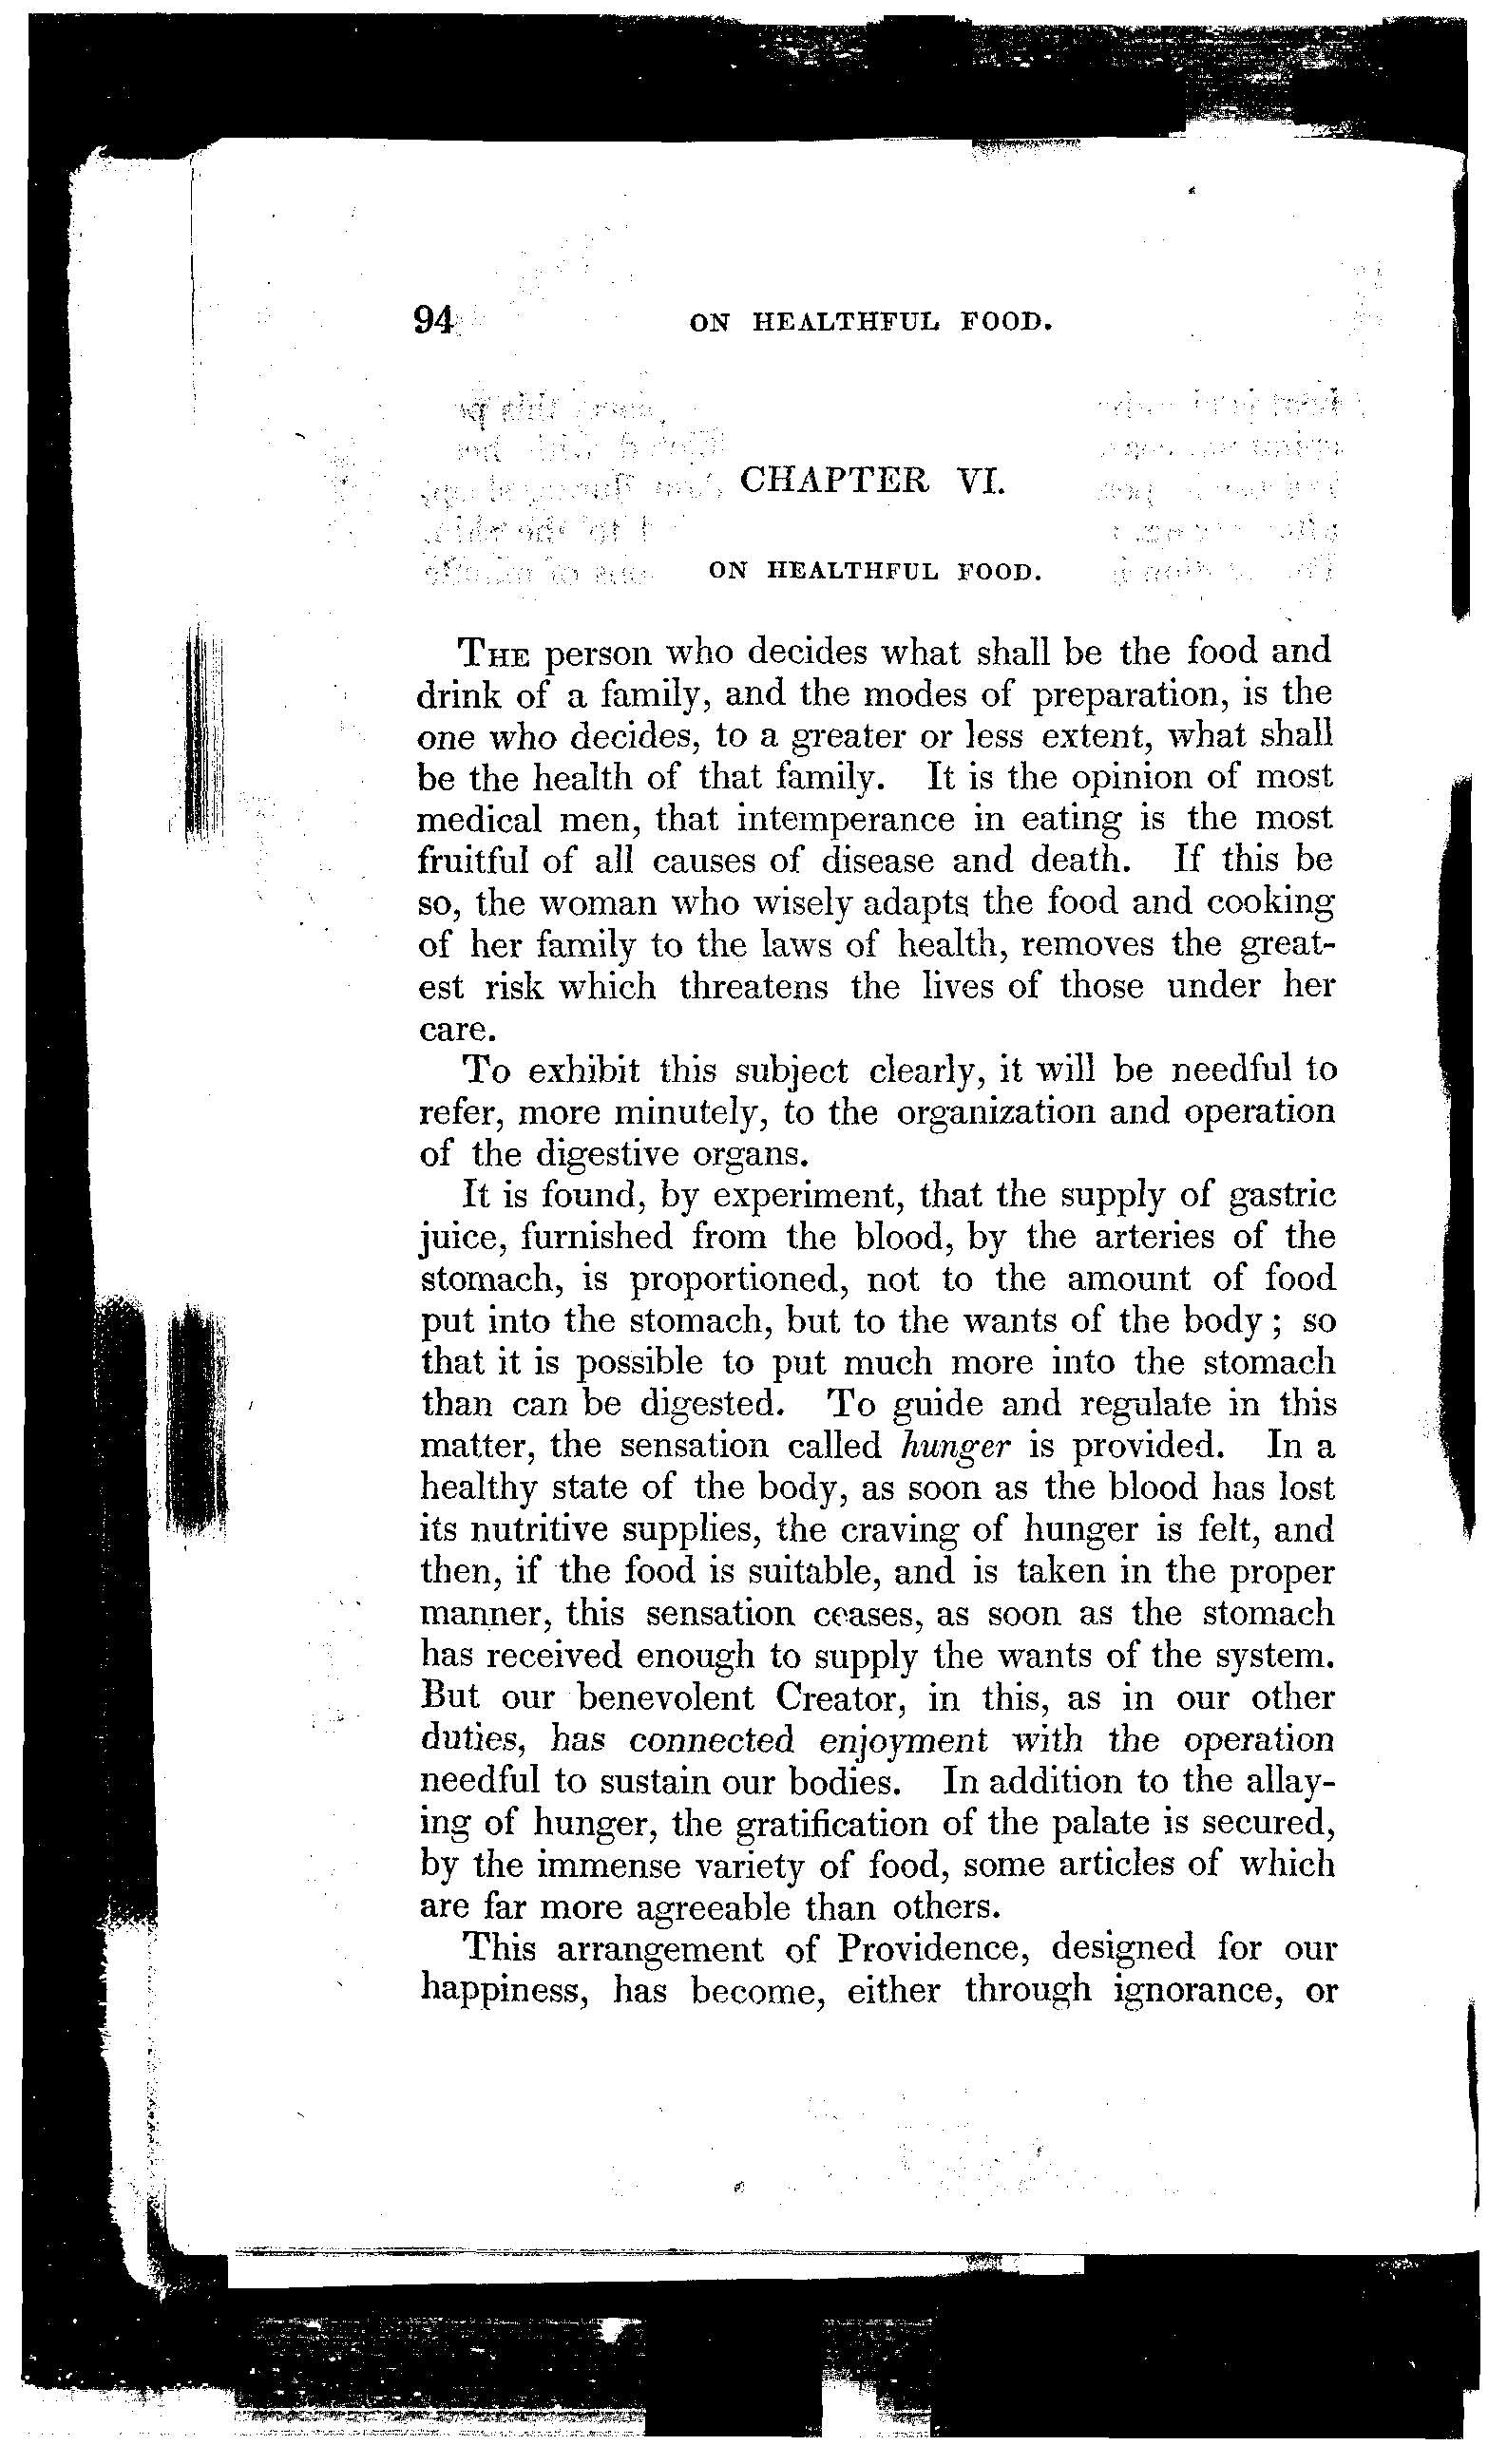 94 ON HEALTHFUL FOOD.
CHAPTER VI.
ON HEALTHFUL FOOD.
THE person who decides what shall be the food and
drink of a family, and the modes of preparation, is the
one who decides, to a greater or less extent, what shall
be the health of that family. It is the opinion of most
medical men, that intemperance in eating is the most
fruitful of all causes of disease and death. If this be
so, the woman who wisely adapts the food and cooking
of her family to the laws of health, removes the great-
est risk which threatens the lives of those under her
care.
To exhibit this subject clearly, it will be needful to
refer, more minutely, to the organization and operation
of the digestive organs.
It is found, by experiment, that the supply of gastric
juice, furnished from the blood, by the arteries of the
stomach, is proportioned, not to the amount of food
put into the stomach, but to the wants of the body; so
that it is possible to put much more into the stomach
than can be digested. To guide and regulate in this
matter, the sensation called hunger is provided. In a
healthy state of the body, as soon as the blood has lost
its nutritive supplies, the craving of hunger is felt, and
then, if the food is suitable, and is taken in the proper
manner, this sensation ceases, as soon as the stomach
has received enough to supply the wants of the system.
But our benevolent Creator, in this, as in our other
duties, has connected enjoyment with the operation
needful to sustain our bodies. In addition to the allay-
ing of hunger, the gratification of the palate is secured,
by the immense variety of food, some articles of which
are far more agreeable than others.
This arrangement of Providence, designed for our
happiness, has become, either through ignorance, or